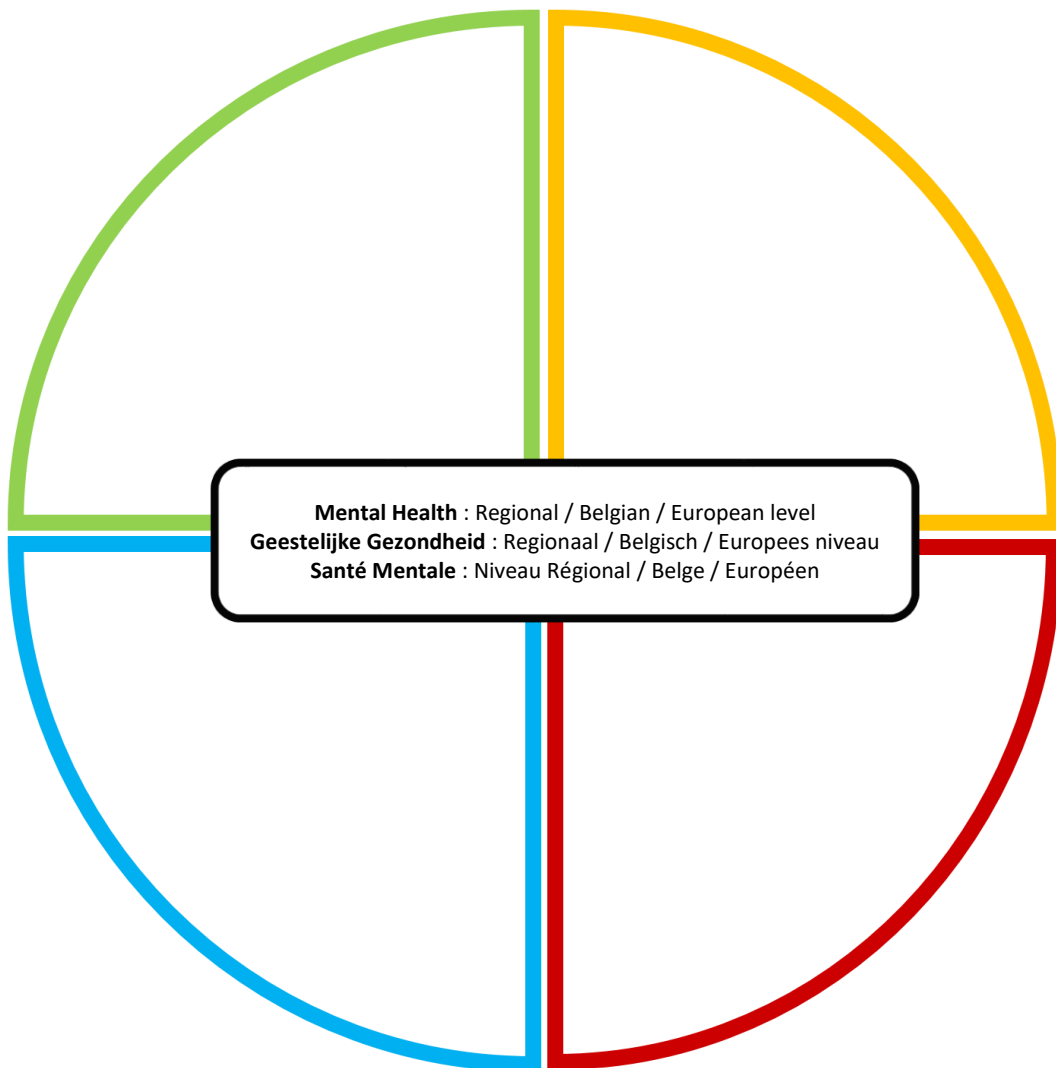 Mental Health : Regional / Belgian / European level
Geestelijke Gezondheid : Regionaal / Belgisch / Europees niveau
Santé Mentale : Niveau Régional / Belge / Européen